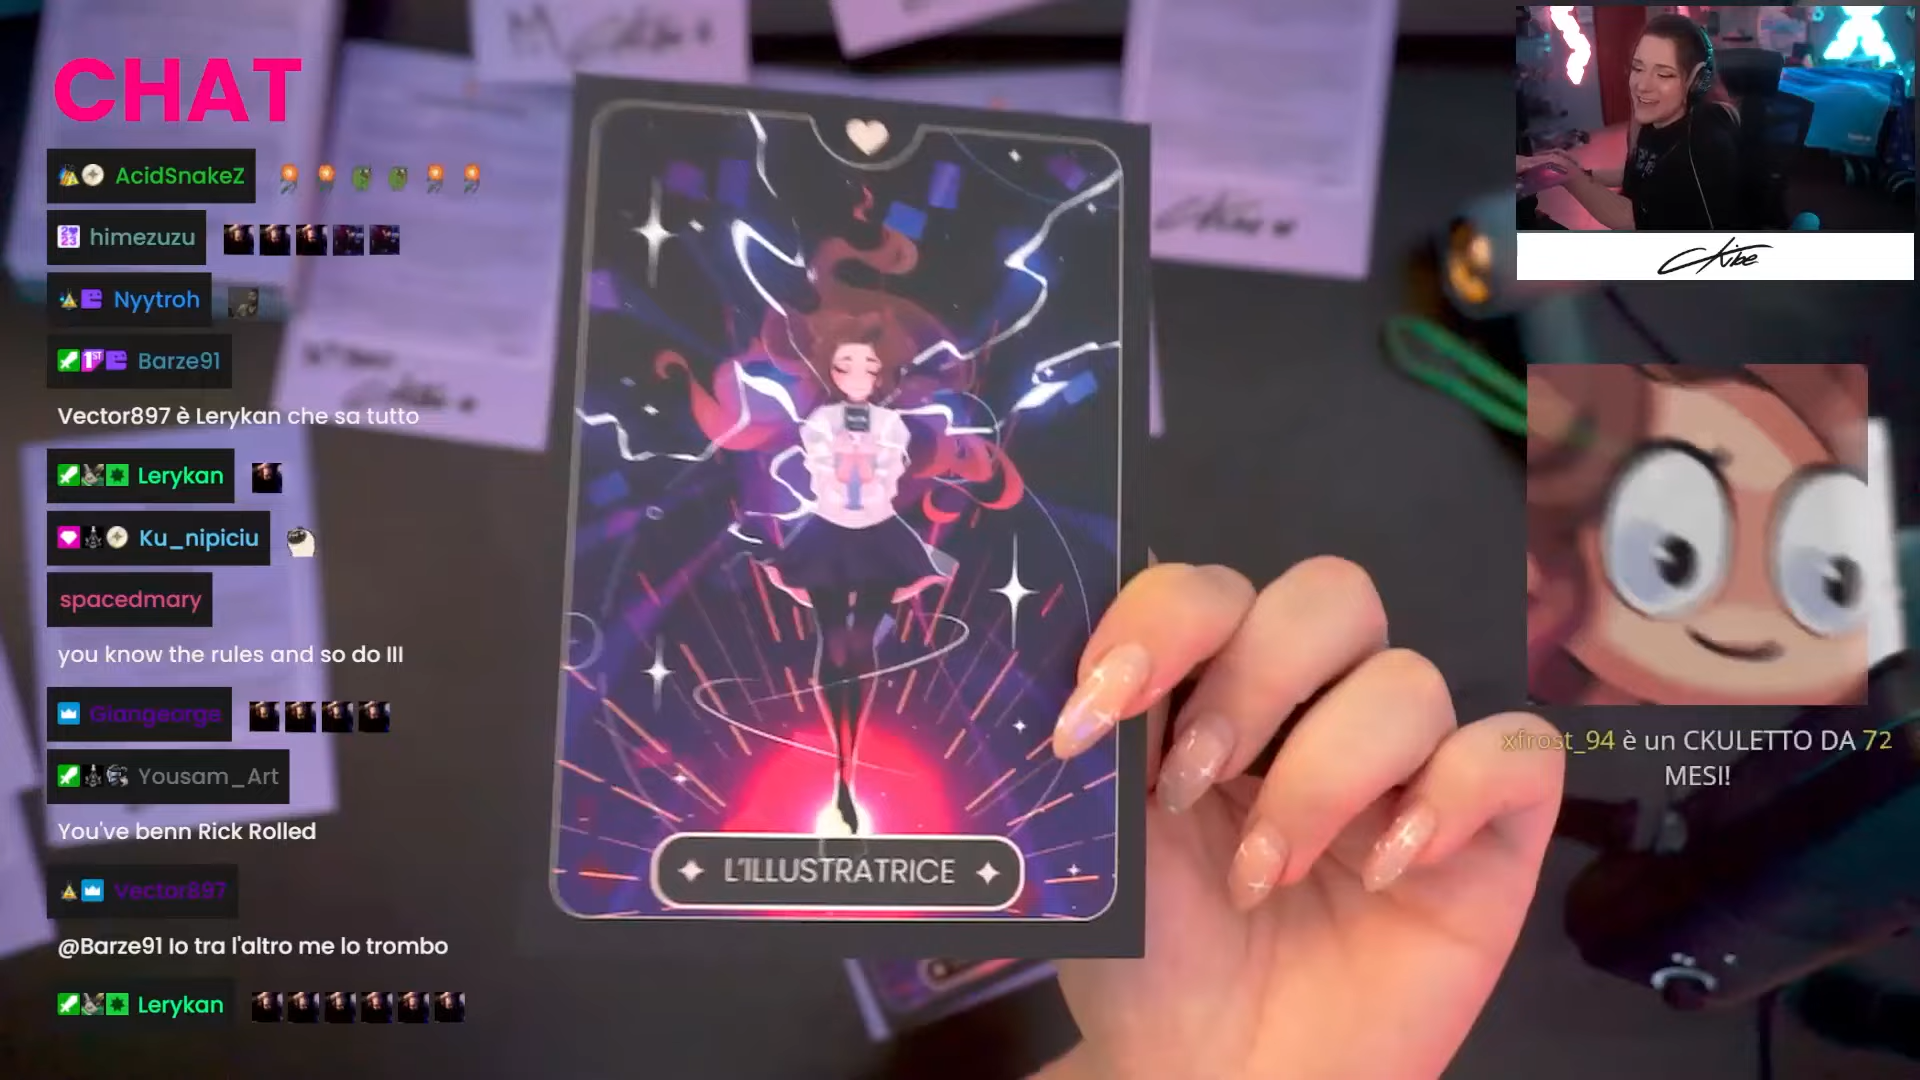 CHAT
AcidSnakeZ
himezuzu
Nyytroh
Barze91
Vector897 è Lerykan che sa tutto
Lerykan
Ku_nipiciu
spacedmary
you know the rules and so do III
Giangeorge
Yousam_Art
You've benn Rick Rolled
Vector897
@Barze91 Io tra l'altro me lo trombo
Lerykan
L'ILLUSTRATRICE
Ckibe
xfrost_94 è un CKULETTO DA 72
MESI!